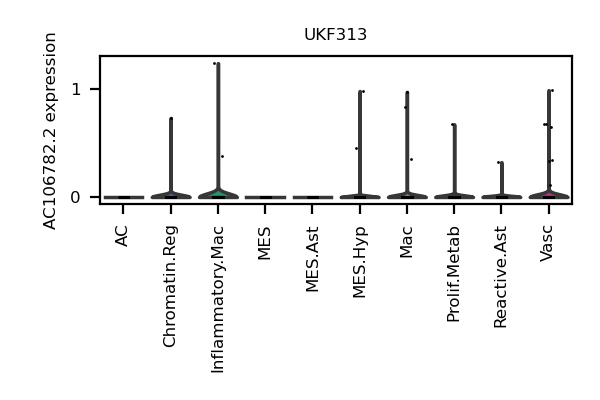 UKF313
AC106782.2 expression
1
0
AC
Chromatin.Reg
Inflammatory.Mac
MES
MES.Ast
MES.Hyp
Mac
Prolif.Metab
Reactive.Ast
Vasc